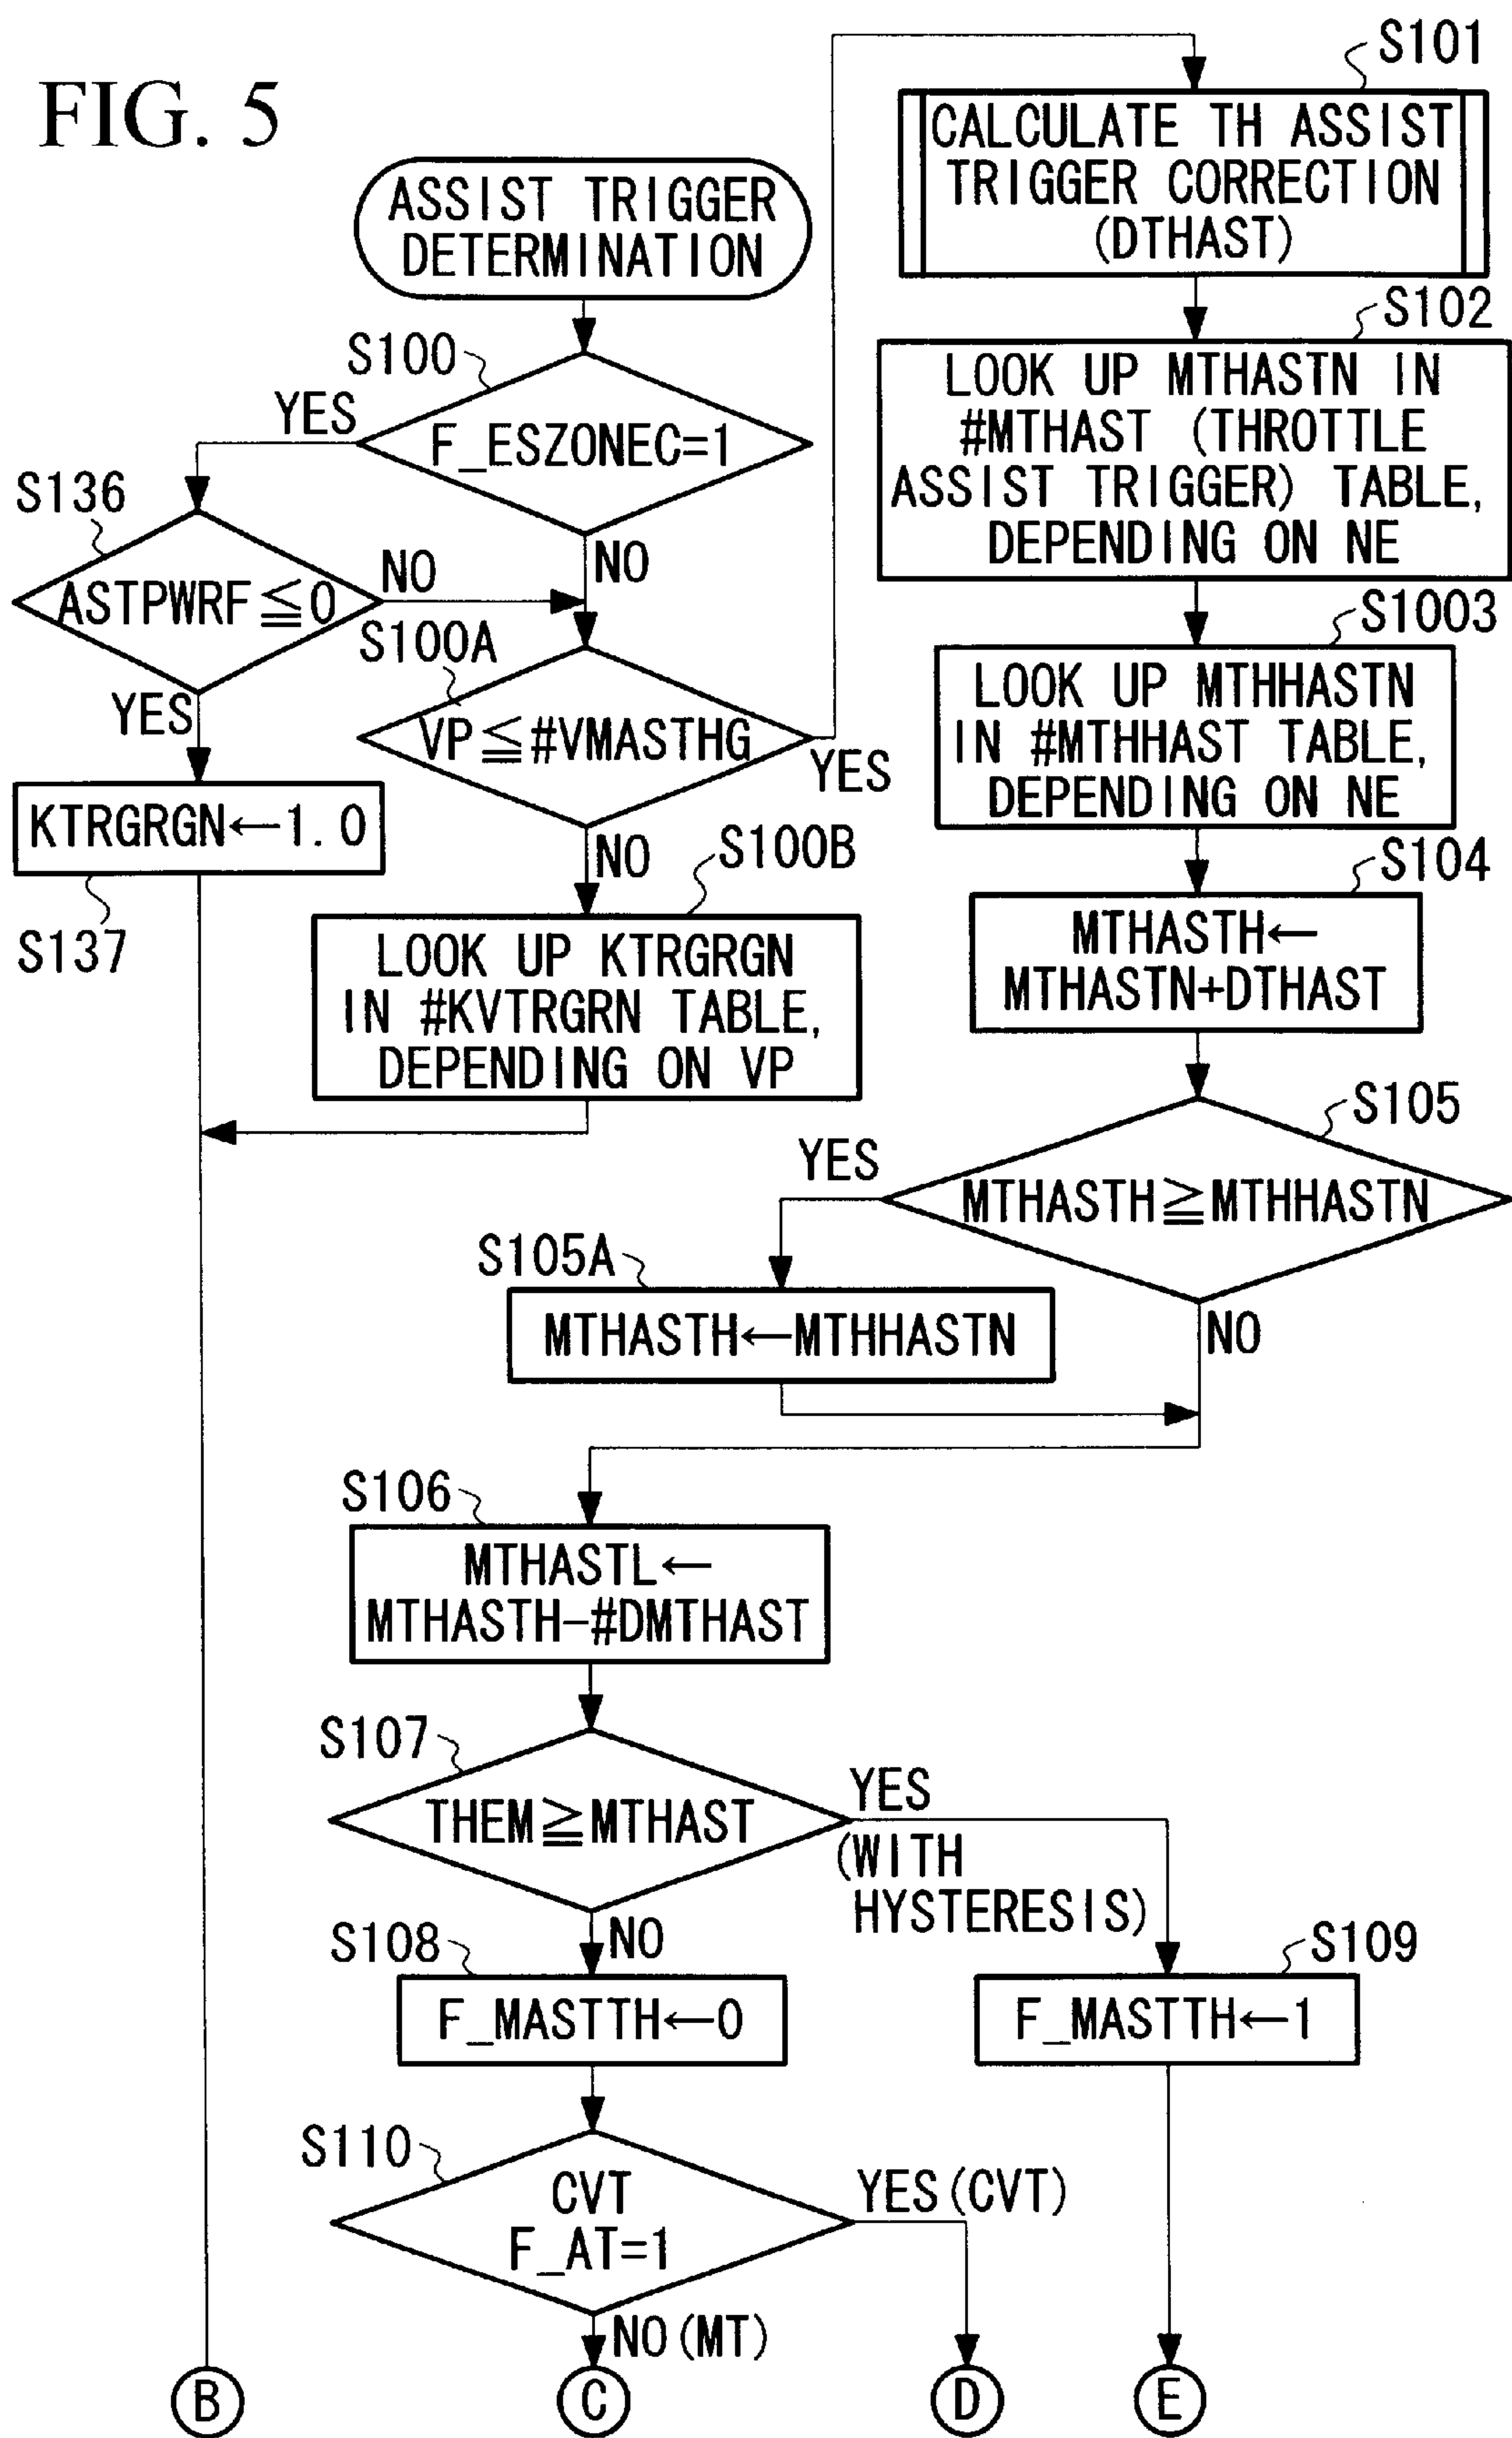 FIG. 5
ASSIST TRIGGER
DETERMINATION
S100
F_ESZONEC=1
YES
NO
S136
ASTPWRF≦0
NO
YES
S137
KTRGRGN←1.0
S100A
VP≦#VMASTHG
YES
NO
S100B
LOOK UP KTRGRGN
IN #KVTRGRN TABLE,
DEPENDING ON VP
S101
CALCULATE TH ASSIST
TRIGGER CORRECTION
(DTHAST)
S102
LOOK UP MTHASTN IN
#MTHAST (THROTTLE
ASSIST TRIGGER) TABLE,
DEPENDING ON NE
S1003
LOOK UP MTHHASTN
IN #MTHHAST TABLE,
DEPENDING ON NE
S104
MTHASTH←
MTHASTN+DTHAST
S105
MTHASTH≧MTHHASTN
YES
NO
S105A
MTHASTH←MTHHASTN
S106
MTHASTL←
MTHASTH-#DMTHAST
S107
THEM≧MTHAST
YES
(WITH
HYSTERESIS)
NO
S108
F_MASTTH←0
S109
F_MASTTH←1
S110
CVT
F_AT=1
YES(CVT)
NO(MT)
B
C
D
E